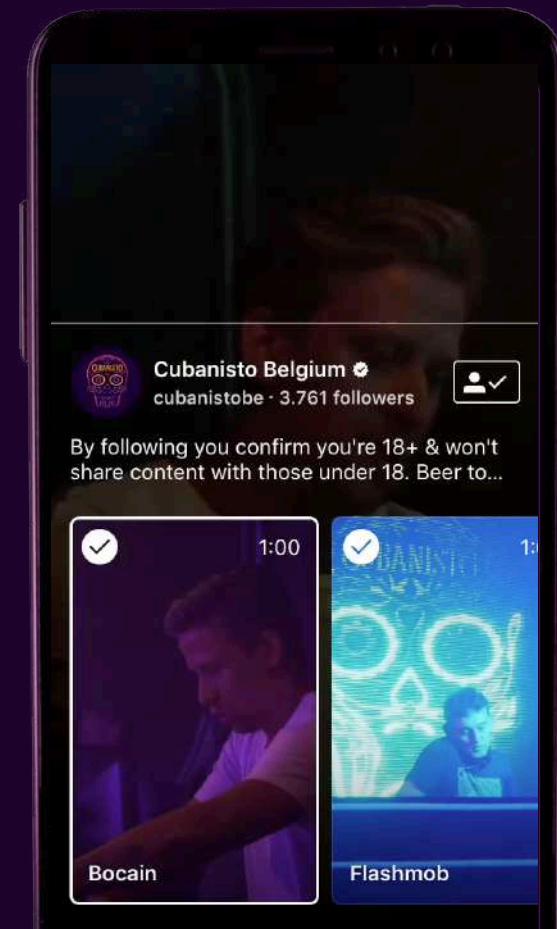 Cubanisto Belgium
cubanistobe · 3.761 followers
By following you confirm you're 18+ & won't
share content with those under 18. Beer to...
1:00
Bocain
Flashmob